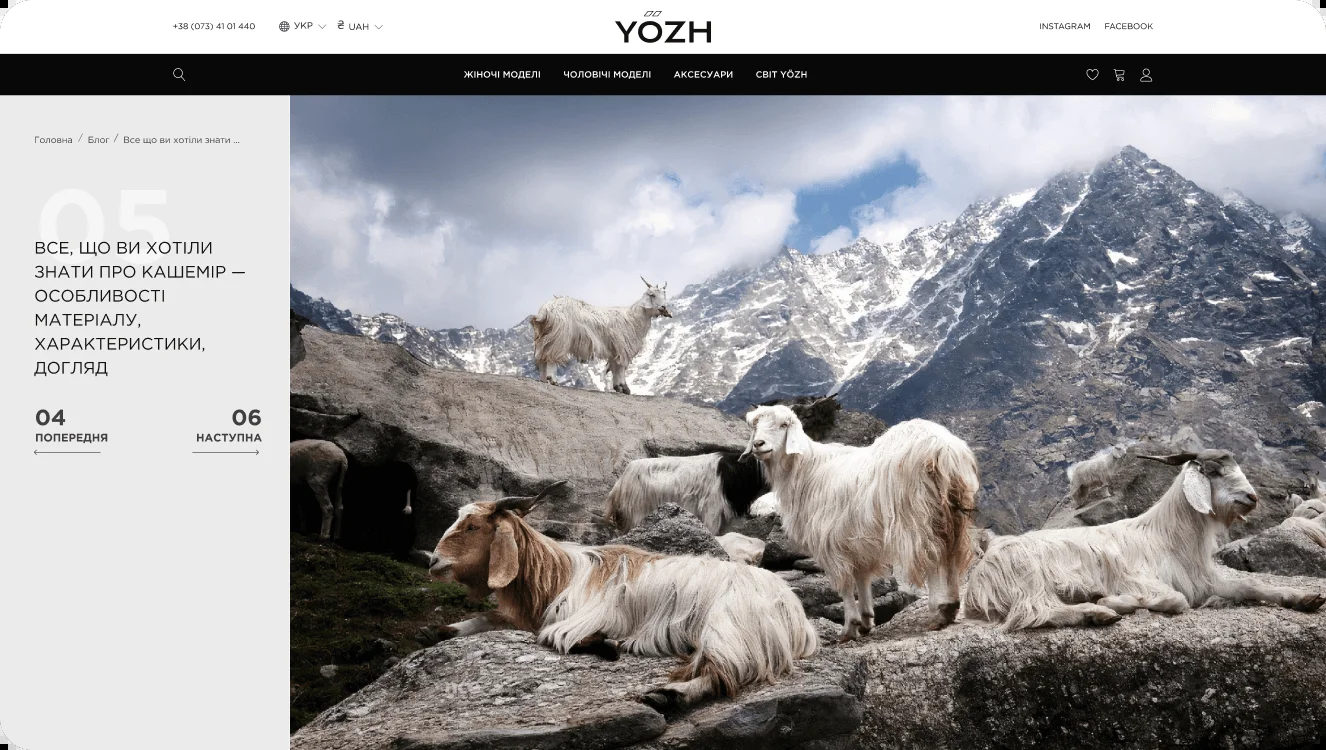 +38 (073) 41 01 440
УКР
₴ UAH
YÖZH
INSTAGRAM
FACEBOOK
ЖІНОЧІ МОДЕЛІ
ЧОЛОВІЧІ МОДЕЛІ
АКСЕСУАРИ
СВІТ YÖZH
Головна / Блог / Все що ви хотіли знати ...
05
ВСЕ, ЩО ВИ ХОТІЛИ
ЗНАТИ ПРО КАШЕМІР —
ОСОБЛИВОСТІ
МАТЕРІАЛУ,
ХАРАКТЕРИСТИКИ,
ДОГЛЯД
04
ПОПЕРЕДНЯ
06
НАСТУПНА